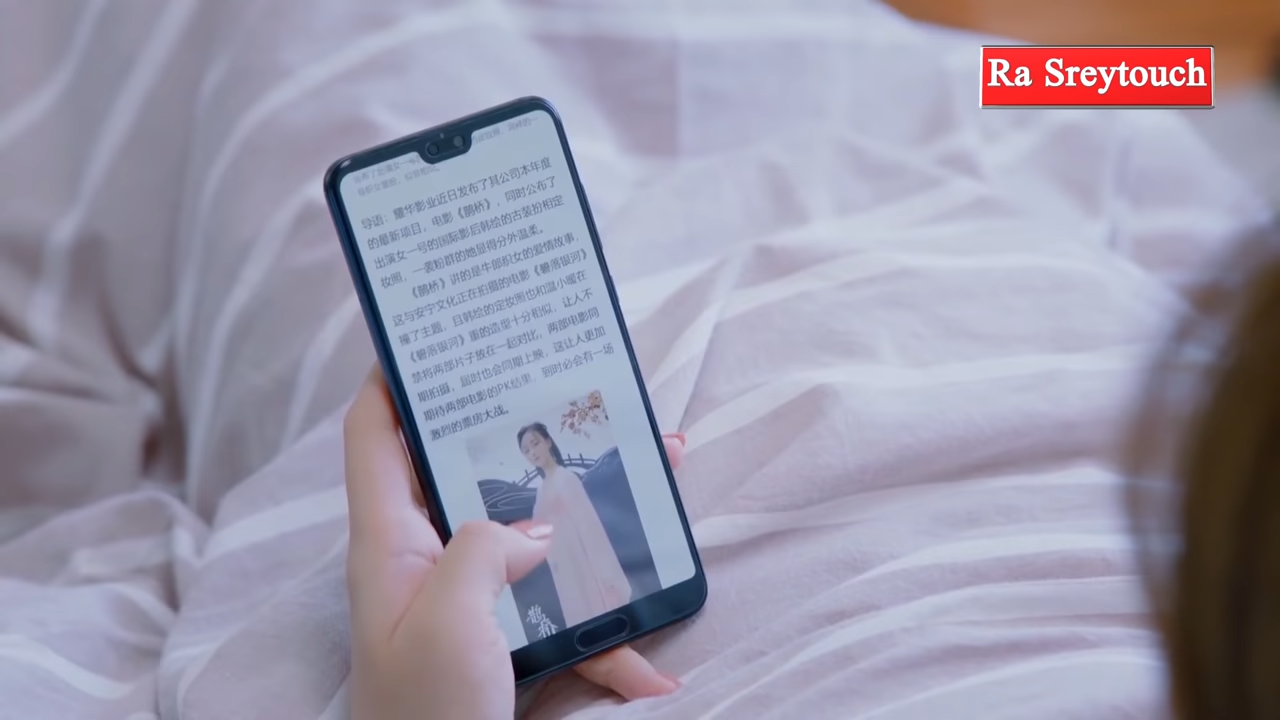 Ra Sreytouch
导语：耀华影业近日发布了其公司本年度
的最新项目，电影《鹊桥》，同时公布了
出演女一号的国际影后韩绘的古装扮相定
妆照，一袭粉群的她显得分外温柔。
《鹊桥》讲的是牛郎织女的爱情故事，
这与安宁文化正在拍摄的电影《碧落银河》
撞了主题，且韩绘的定妆照也和温小暖在
《碧落银河》重的造型十分相似，让人不
禁将两部片子放在一起对比，两部电影同
期拍摄，届时也会同期上映，这让人更加
期待两部电影的PK结果，到时必会有一场
激烈的票房大战。